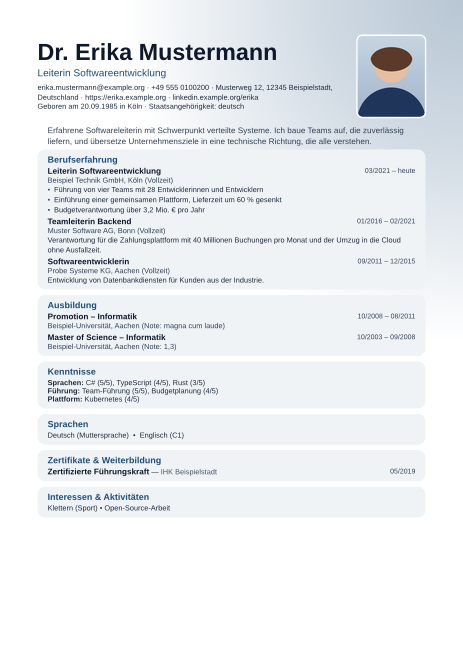 Dr. Erika Mustermann
Leiterin Softwareentwicklung
erika.mustermann@example.org · +49 555 0100200 · Musterweg 12, 12345 Beispielstadt,
Deutschland · https://erika.example.org · linkedin.example.org/erika
Geboren am 20.09.1985 in Köln · Staatsangehörigkeit: deutsch
Erfahrene Softwareleiterin mit Schwerpunkt verteilte Systeme. Ich baue Teams auf, die zuverlässig
liefern, und übersetze Unternehmensziele in eine technische Richtung, die alle verstehen.
Berufserfahrung
Leiterin Softwareentwicklung 03/2021 – heute
Beispiel Technik GmbH, Köln (Vollzeit)
• Führung von vier Teams mit 28 Entwicklerinnen und Entwicklern
• Einführung einer gemeinsamen Plattform, Lieferzeit um 60 % gesenkt
• Budgetverantwortung über 3,2 Mio. € pro Jahr
Teamleiterin Backend 01/2016 – 02/2021
Muster Software AG, Bonn (Vollzeit)
Verantwortung für die Zahlungsplattform mit 40 Millionen Buchungen pro Monat und der Umzug in die Cloud
ohne Ausfallzeit.
Softwareentwicklerin 09/2011 – 12/2015
Probe Systeme KG, Aachen (Vollzeit)
Entwicklung von Datenbankdiensten für Kunden aus der Industrie.
Ausbildung
Promotion – Informatik 10/2008 – 08/2011
Beispiel-Universität, Aachen (Note: magna cum laude)
Master of Science – Informatik 10/2003 – 09/2008
Beispiel-Universität, Aachen (Note: 1,3)
Kenntnisse
Sprachen: C# (5/5), TypeScript (4/5), Rust (3/5)
Führung: Team-Führung (5/5), Budgetplanung (4/5)
Plattform: Kubernetes (4/5)
Sprachen
Deutsch (Muttersprache) • Englisch (C1)
Zertifikate & Weiterbildung
Zertifizierte Führungskraft — IHK Beispielstadt 05/2019
Interessen & Aktivitäten
Klettern (Sport) • Open-Source-Arbeit